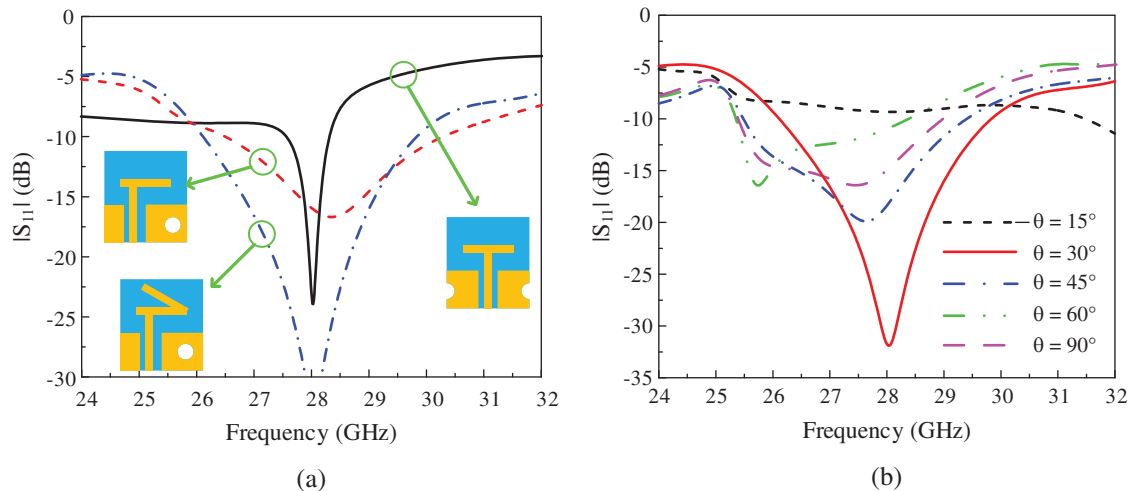 0
-5
-10
-15
-20
-25
-30
24 25 26 27 28 29 30 31 32
|S11| (dB)
Frequency (GHz)
(a)
0
-5
-10
-15
-20
-25
-30
-35
24 25 26 27 28 29 30 31 32
|S11| (dB)
Frequency (GHz)
θ = 15°
θ = 30°
θ = 45°
θ = 60°
θ = 90°
(b)